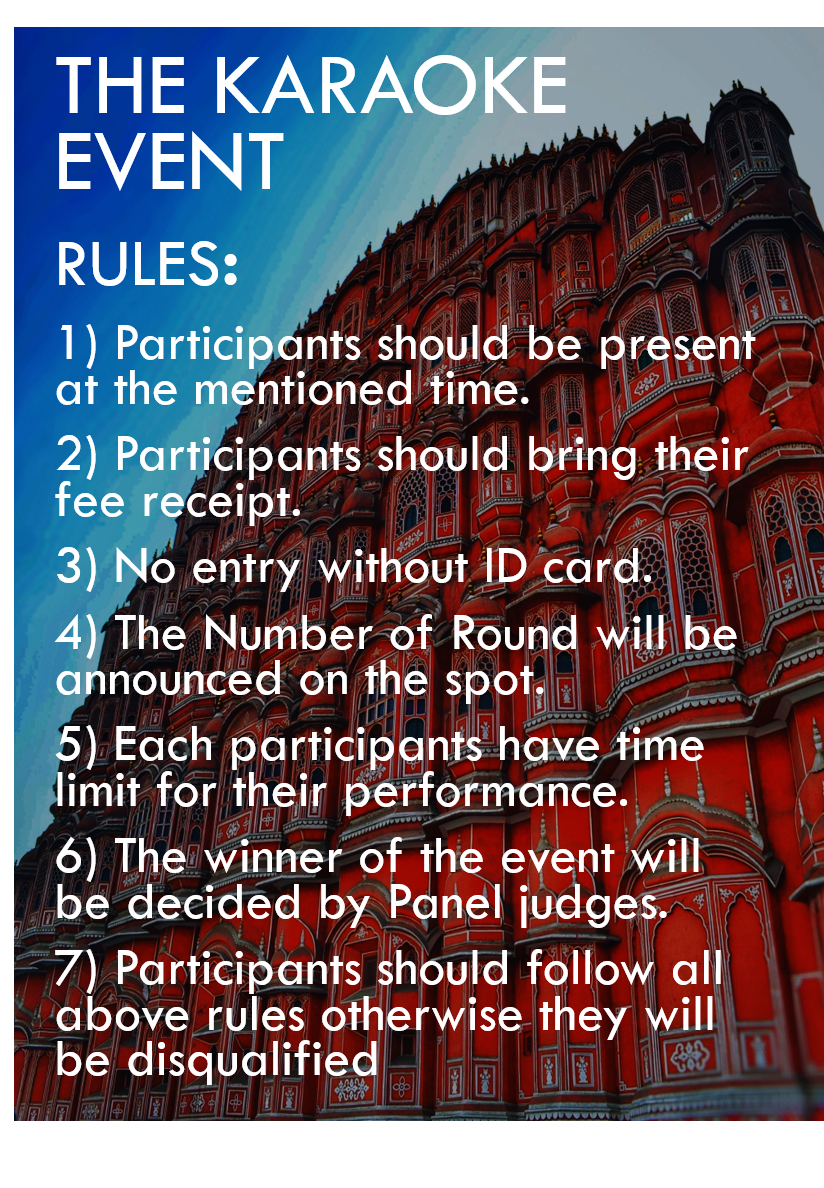 THE KARAOKE
EVENT
RULES:
1) Participants should be present
at the mentioned time.
2) Participants should bring their
fee receipt.
3) No entry without ID card.
4) The Number of Round will be
announced on the spot.
5) Each participants have time
limit for their performance.
6) The winner of the event will
be decided by Panel judges.
7) Participants should follow all
above rules otherwise they will
be disqualified